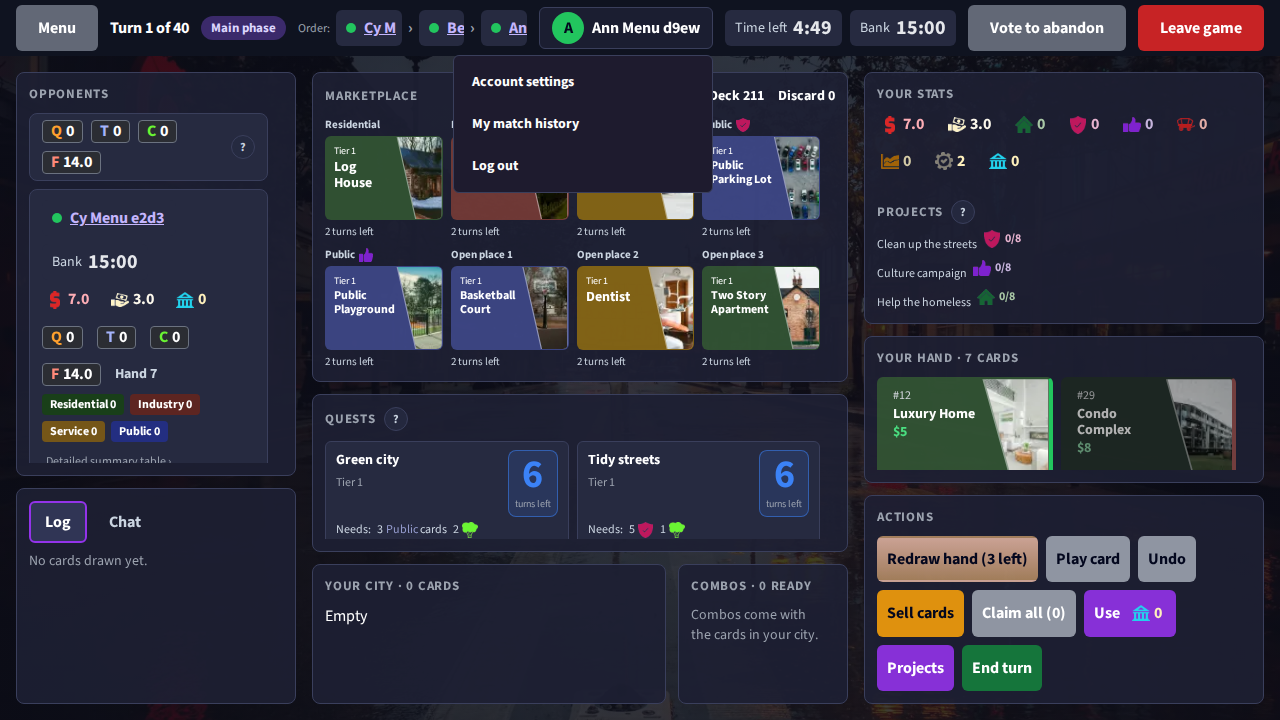 Menu
Turn 1 of 40
Main phase
Order:
Cy M
›
Be
›
An
A
Ann Menu d9ew
Time left 4:49
Bank 15:00
Vote to abandon
Leave game
Account settings
My match history
Log out
OPPONENTS
Q 0
T 0
C 0
F 14.0
?
Cy Menu e2d3
Bank 15:00
7.0
3.0
0
Q 0
T 0
C 0
F 14.0
Hand 7
Residential 0
Industry 0
Service 0
Public 0
Detailed summary table ›
Log
Chat
No cards drawn yet.
MARKETPLACE
Deck 211
Discard 0
Residential
Tier 1
Log
House
2 turns left
2 turns left
2 turns left
Tier 1
Public
Parking Lot
2 turns left
Public
Tier 1
Public
Playground
2 turns left
Open place 1
Tier 1
Basketball
Court
2 turns left
Open place 2
Tier 1
Dentist
2 turns left
Open place 3
Tier 1
Two Story
Apartment
2 turns left
QUESTS
?
Green city
Tier 1
6
turns left
Needs: 3 Public cards 2
Tidy streets
Tier 1
6
turns left
Needs: 5 1
YOUR CITY · 0 CARDS
Empty
COMBOS · 0 READY
Combos come with
the cards in your city.
YOUR STATS
7.0
3.0
0
0
0
0
0
2
0
PROJECTS
?
Clean up the streets 0/8
Culture campaign 0/8
Help the homeless 0/8
YOUR HAND · 7 CARDS
#12
Luxury Home
$5
#29
Condo
Complex
$8
ACTIONS
Redraw hand (3 left)
Play card
Undo
Sell cards
Claim all (0)
Use 0
Projects
End turn